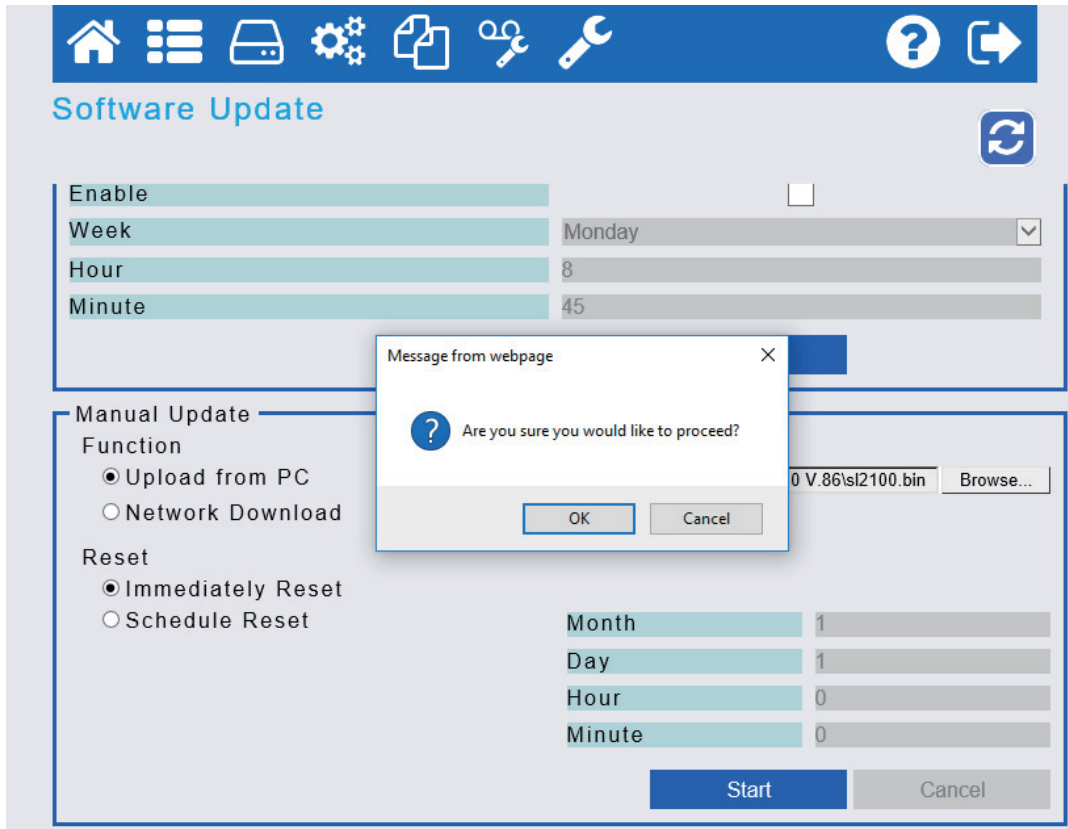 Software Update
Enable
Week Monday
Hour 8
Minute 45
Message from webpage
Are you sure you would like to proceed?
OK Cancel
Manual Update
Function
Upload from PC 0 V.86\sl2100.bin Browse...
Network Download
Reset
Immediately Reset
Schedule Reset
Month 1
Day 1
Hour 0
Minute 0
Start Cancel